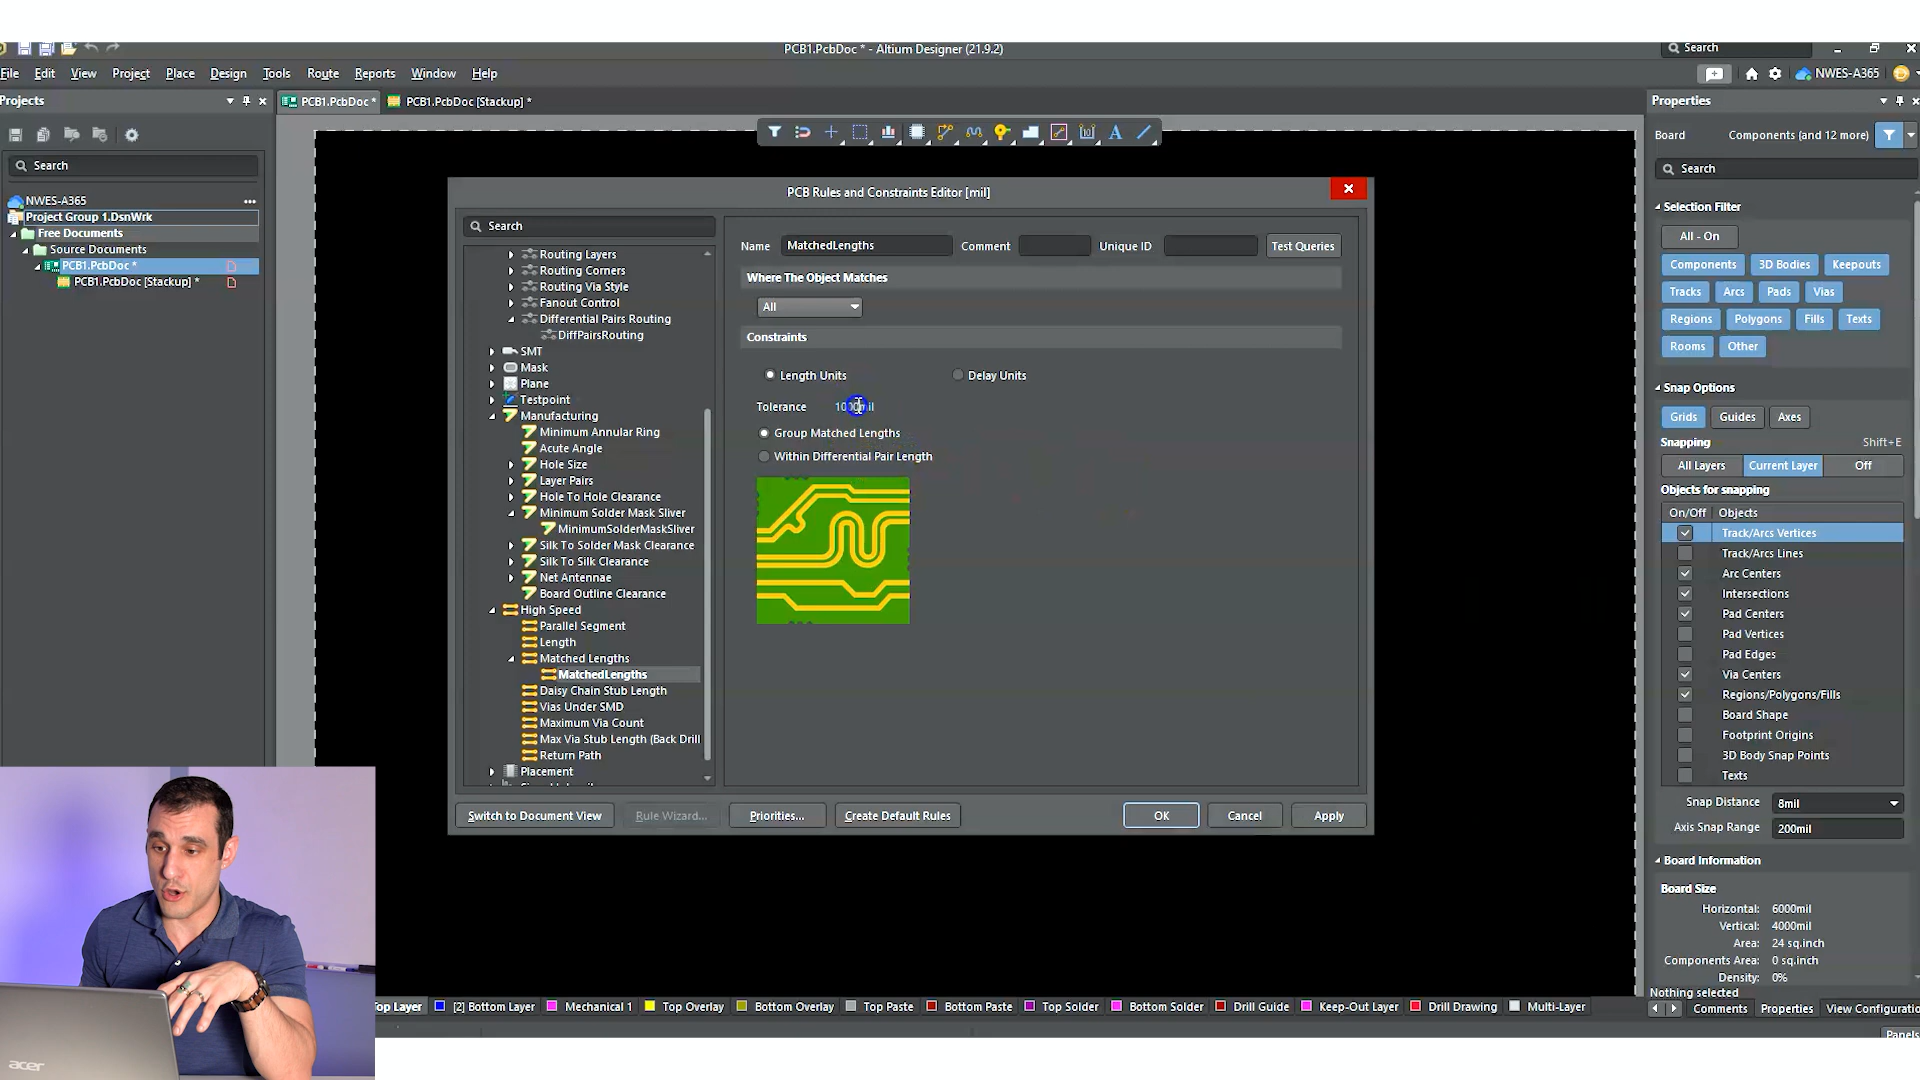 PCB1.PcbDoc * - Altium Designer (21.9.2)
Search
File Edit View Project Place Design Tools Route Reports Window Help
NWES-A365
Projects
PCB1.PcbDoc *
PCB1.PcbDoc [Stackup] *
Properties
Search
NWES-A365
Project Group 1.DsnWrk
Free Documents
Source Documents
PCB1.PcbDoc *
PCB1.PcbDoc [Stackup] *
PCB Rules and Constraints Editor [mil]
Search
Routing Layers
Routing Corners
Routing Via Style
Fanout Control
Differential Pairs Routing
DiffPairsRouting
SMT
Mask
Plane
Testpoint
Manufacturing
Minimum Annular Ring
Acute Angle
Hole Size
Layer Pairs
Hole To Hole Clearance
Minimum Solder Mask Sliver
MinimumSolderMaskSliver
Silk To Solder Mask Clearance
Silk To Silk Clearance
Net Antennae
Board Outline Clearance
High Speed
Parallel Segment
Length
Matched Lengths
MatchedLengths
Daisy Chain Stub Length
Vias Under SMD
Maximum Via Count
Max Via Stub Length (Back Drill
Return Path
Placement
Name MatchedLengths Comment Unique ID Test Queries
Where The Object Matches
All
Constraints
Length Units Delay Units
Tolerance 1000mil
Group Matched Lengths
Within Differential Pair Length
Switch to Document View Rule Wizard... Priorities... Create Default Rules OK Cancel Apply
Board Components (and 12 more)
Search
Selection Filter
All - On
Components 3D Bodies Keepouts
Tracks Arcs Pads Vias
Regions Polygons Fills Texts
Rooms Other
Snap Options
Grids Guides Axes
Snapping Shift+E
All Layers Current Layer Off
Objects for snapping
On/Off Objects
Track/Arcs Vertices
Track/Arcs Lines
Arc Centers
Intersections
Pad Centers
Pad Vertices
Pad Edges
Via Centers
Regions/Polygons/Fills
Board Shape
Footprint Origins
3D Body Snap Points
Texts
Snap Distance 8mil
Axis Snap Range 200mil
Board Information
Board Size
Horizontal: 6000mil
Vertical: 4000mil
Area: 24 sq.inch
Components Area: 0 sq.inch
Density: 0%
Nothing selected
Comments Properties View Configuratio
Panels
Top Layer [2] Bottom Layer Mechanical 1 Top Overlay Bottom Overlay Top Paste Bottom Paste Top Solder Bottom Solder Drill Guide Keep-Out Layer Drill Drawing Multi-Layer
acer